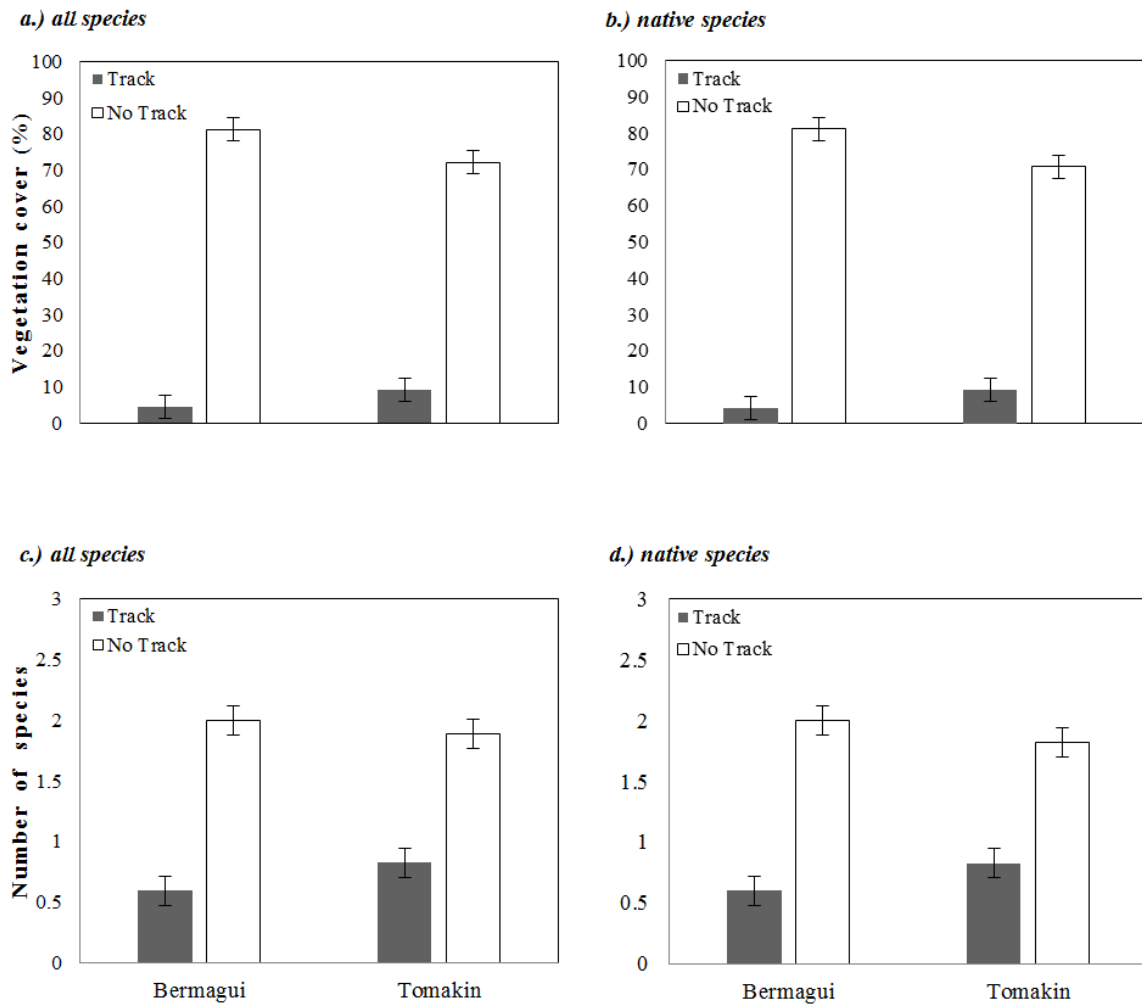 a.) all species
b.) native species
Vegetation cover (%)
100
90
80
70
60
50
40
30
20
10
0
Track
No Track
100
90
80
70
60
50
40
30
20
10
0
Track
No Track
c.) all species
d.) native species
Number of species
3
2.5
2
1.5
1
0.5
0
Track
No Track
Bermagui
Tomakin
3
2.5
2
1.5
1
0.5
0
Track
No Track
Bermagui
Tomakin